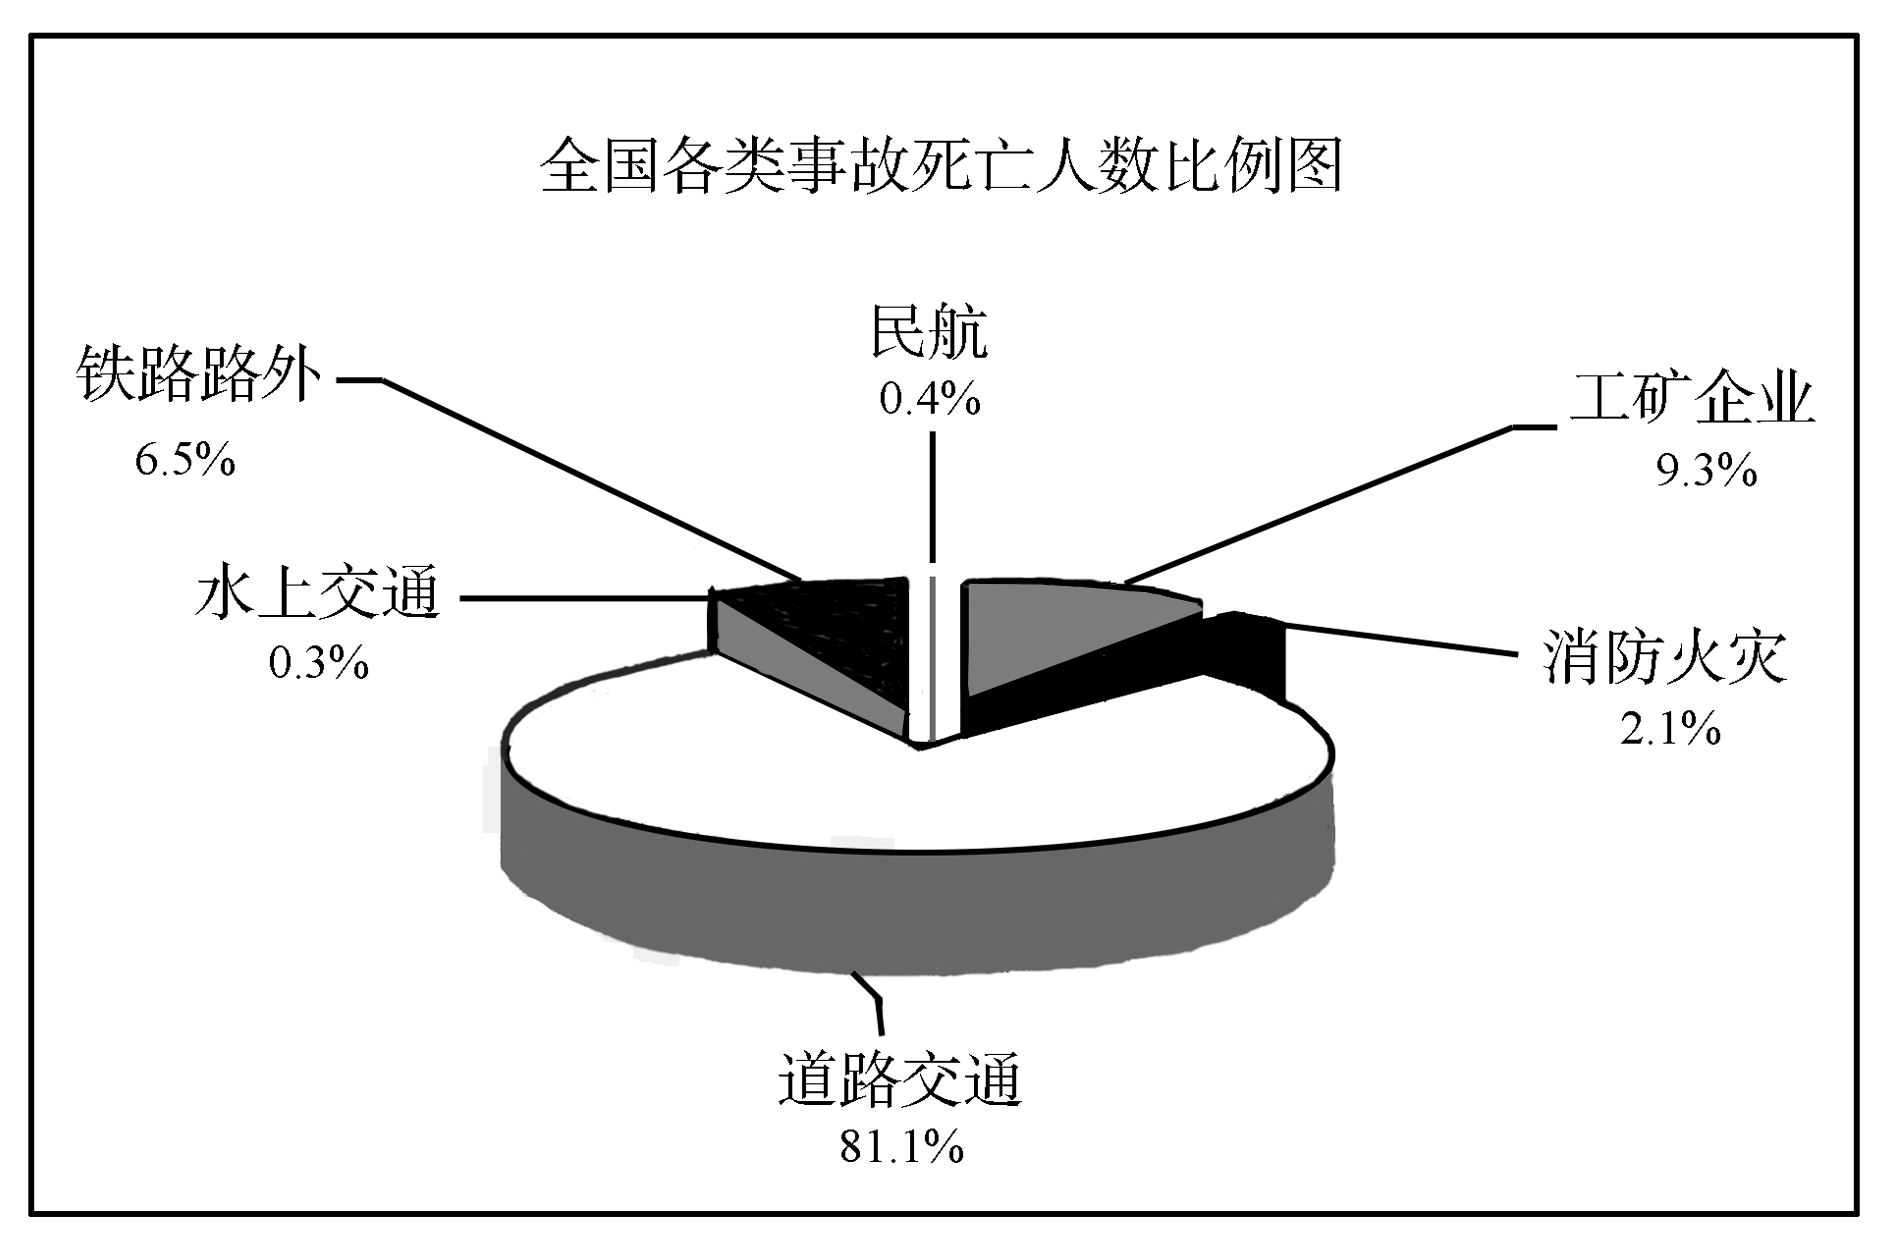 全国各类事故死亡人数比例图
民航
0.4%
铁路路外
6.5%
工矿企业
9.3%
水上交通
0.3%
消防火灾
2.1%
道路交通
81.1%